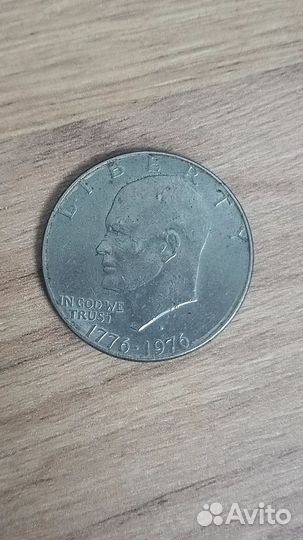 LIBERTY
IN GOD WE
TRUST
1776·1976
Avito